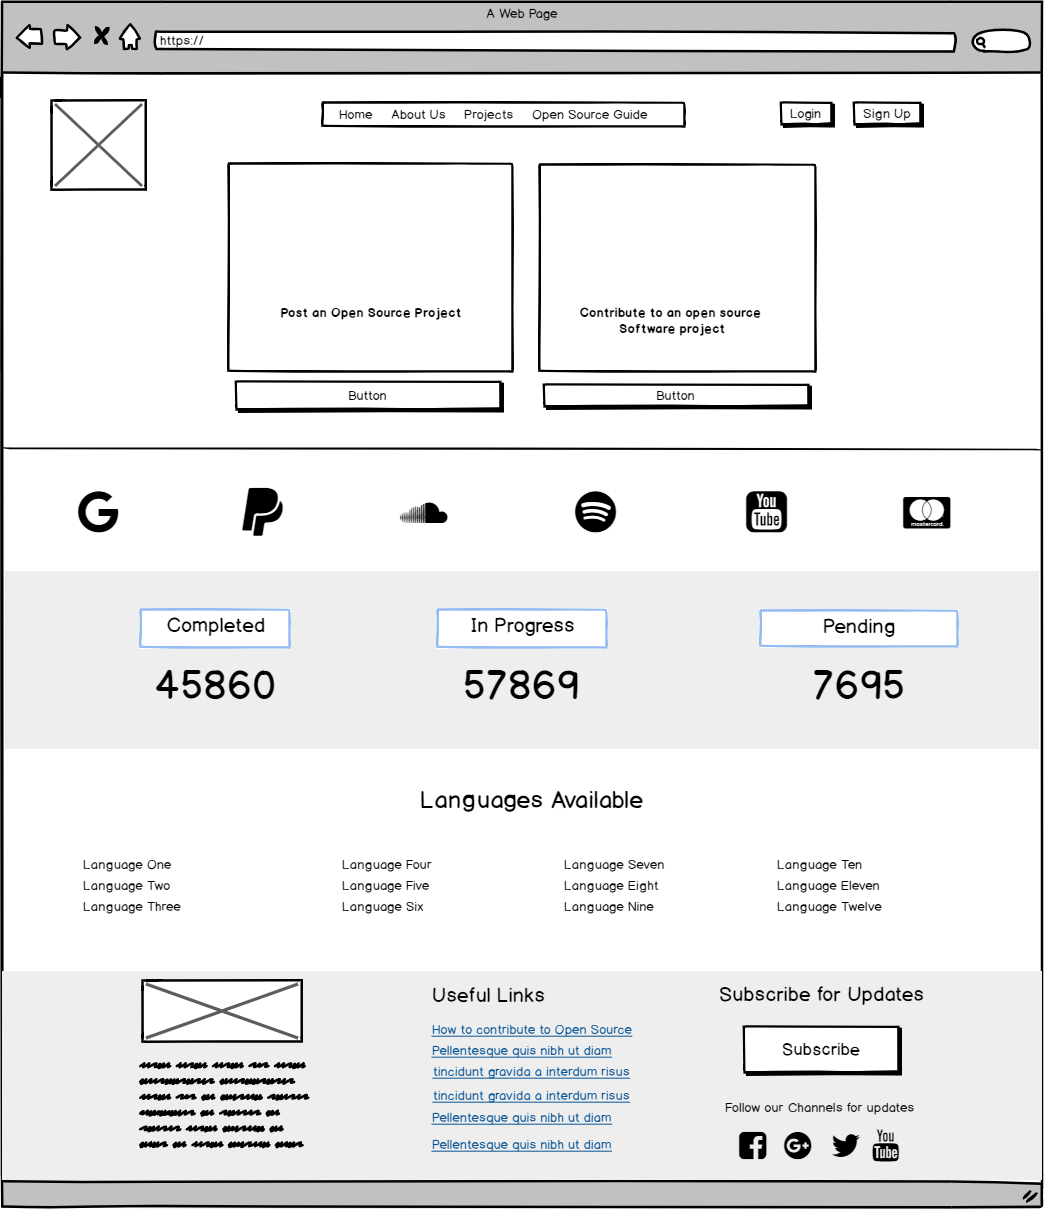 A Web Page
https://
Home About Us Projects Open Source Guide
Login
Sign Up
Post an Open Source Project
Contribute to an open source
Software project
Button
Button
You
Tube
mastercard.
Completed
In Progress
Pending
45860
57869
7695
Languages Available
Language One
Language Two
Language Three
Language Four
Language Five
Language Six
Language Seven
Language Eight
Language Nine
Language Ten
Language Eleven
Language Twelve
Useful Links
How to contribute to Open Source
Pellentesque quis nibh ut diam
tincidunt gravida a interdum risus
tincidunt gravida a interdum risus
Pellentesque quis nibh ut diam
Pellentesque quis nibh ut diam
Subscribe for Updates
Subscribe
Follow our Channels for updates
You
Tube